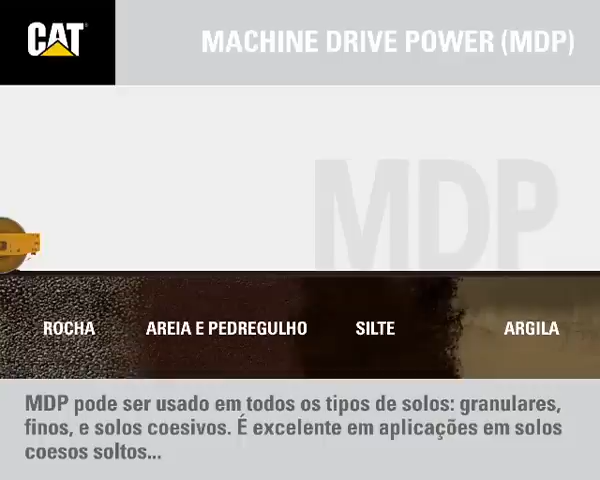 CAT
MACHINE DRIVE POWER (MDP)
MDP
ROCHA AREIA E PEDREGULHO SILTE ARGILA
MDP pode ser usado em todos os tipos de solos: granulares,
finos, e solos coesivos. É excelente em aplicações em solos
coesos soltos...